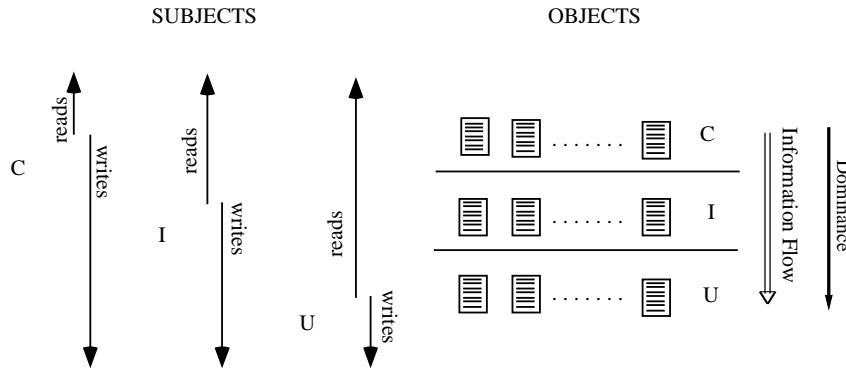 SUBJECTS
OBJECTS
C
reads
writes
I
reads
writes
U
reads
writes
. . . . . . . C
. . . . . . . I
. . . . . . . U
Information Flow
Dominance